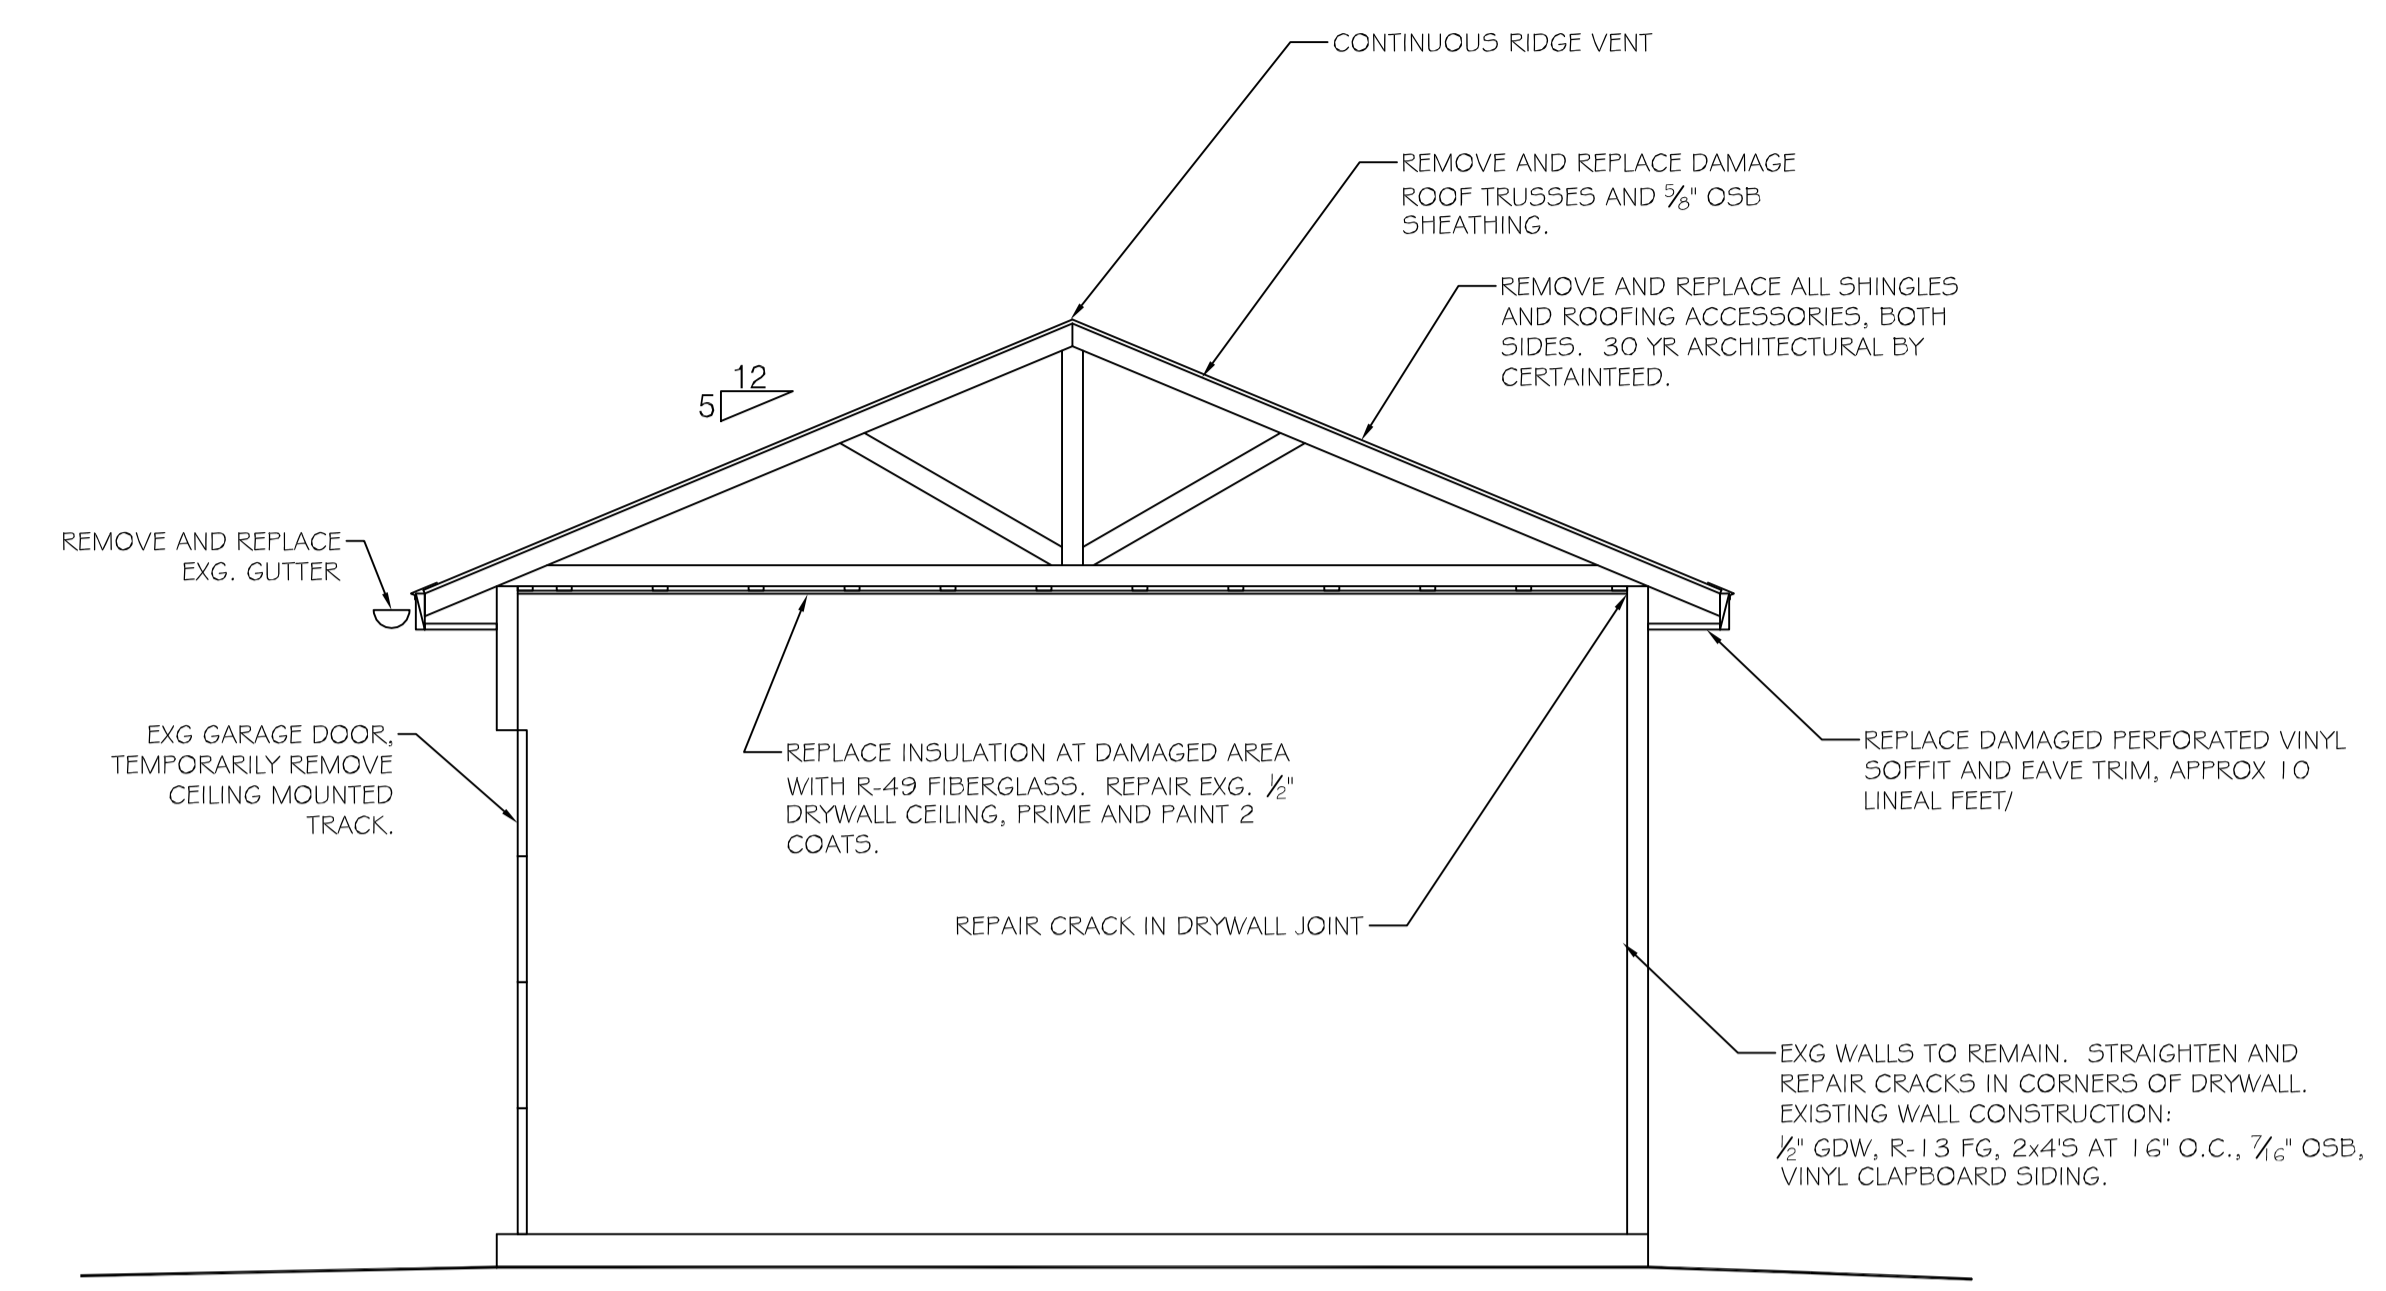 CONTINUOUS RIDGE VENT
REMOVE AND REPLACE DAMAGE
ROOF TRUSSES AND 5/8" OSB
SHEATHING.
REMOVE AND REPLACE ALL SHINGLES
AND ROOFING ACCESSORIES, BOTH
SIDES. 30 YR ARCHITECTURAL BY
CERTAINTEED.
12
5
REMOVE AND REPLACE
EXG. GUTTER
EXG GARAGE DOOR,
TEMPORARILY REMOVE
CEILING MOUNTED
TRACK.
REPLACE INSULATION AT DAMAGED AREA
WITH R-49 FIBERGLASS. REPAIR EXG. 1/2"
DRYWALL CEILING, PRIME AND PAINT 2
COATS.
REPLACE DAMAGED PERFORATED VINYL
SOFFIT AND EAVE TRIM, APPROX 10
LINEAL FEET/
REPAIR CRACK IN DRYWALL JOINT
EXG WALLS TO REMAIN. STRAIGHTEN AND
REPAIR CRACKS IN CORNERS OF DRYWALL.
EXISTING WALL CONSTRUCTION:
1/2" GDW, R-13 FG, 2x4'S AT 16" O.C., 7/16" OSB,
VINYL CLAPBOARD SIDING.